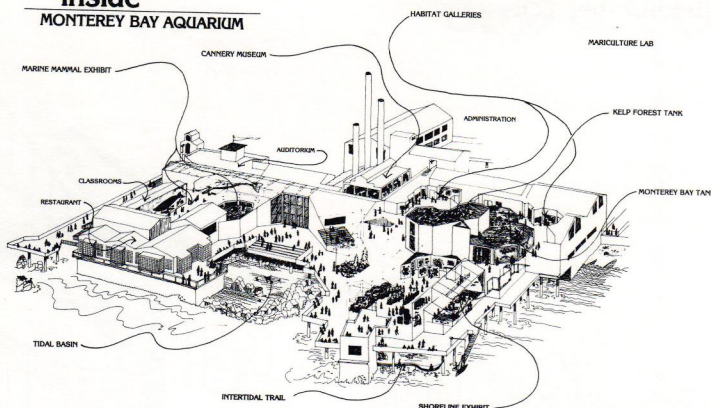 Inside
MONTEREY BAY AQUARIUM
HABITAT GALLERIES
MARICULTURE LAB
CANNERY MUSEUM
MARINE MAMMAL EXHIBIT
KELP FOREST TANK
ADMINISTRATION
AUDITORIUM
CLASSROOMS
MONTEREY BAY TAN
RESTAURANT
TIDAL BASIN
INTERTIDAL TRAIL
SHORELINE EXHIBIT